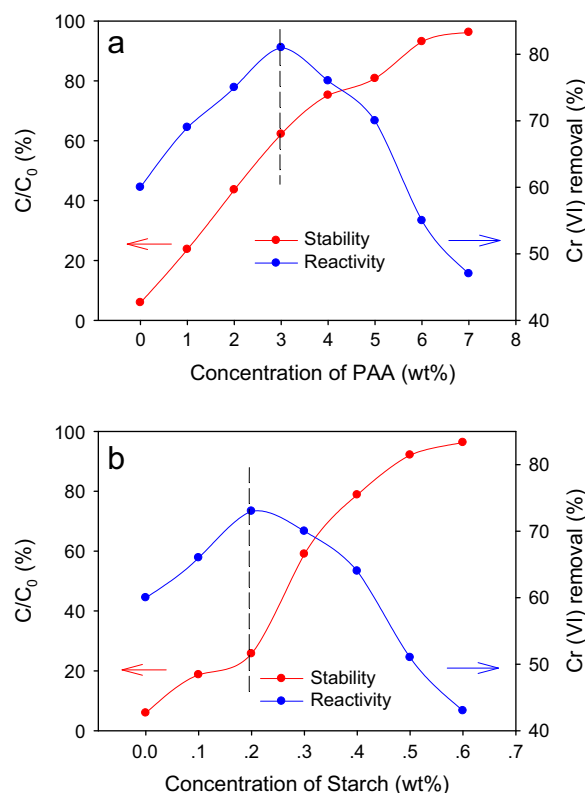 a
100
80
60
40
20
0
C/C0 (%)
80
70
60
50
40
Cr (VI) removal (%)
Stability
Reactivity
0 1 2 3 4 5 6 7 8
Concentration of PAA (wt%)
b
100
80
60
40
20
0
C/C0 (%)
80
70
60
50
40
Cr (VI) removal (%)
Stability
Reactivity
0.0 .1 .2 .3 .4 .5 .6 .7
Concentration of Starch (wt%)